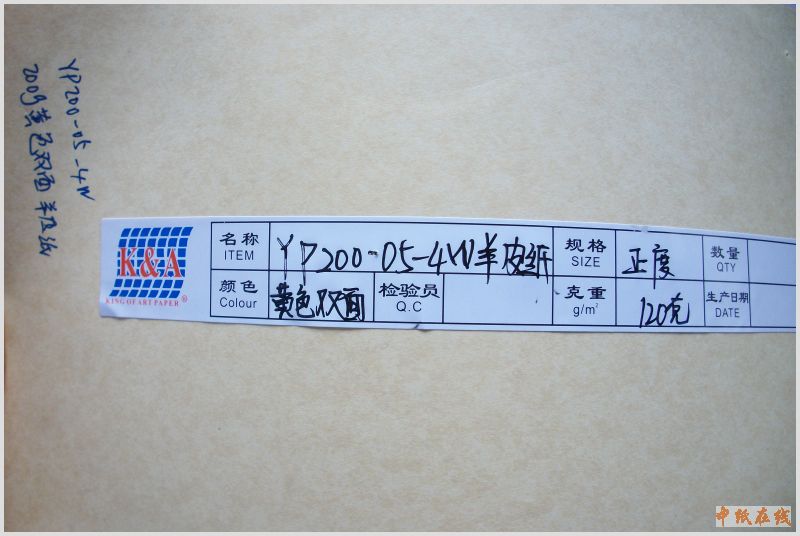 YP200-05-4W
200g黄色双面羊皮纸
K&A
KING OF ART PAPER ®
名称 ITEM YP200-05-4W羊皮纸 规格 SIZE 正度 数量 QTY
颜色 Colour 黄色双面 检验员 Q.C 克重 g/m² 120克 生产日期 DATE
中纸在线